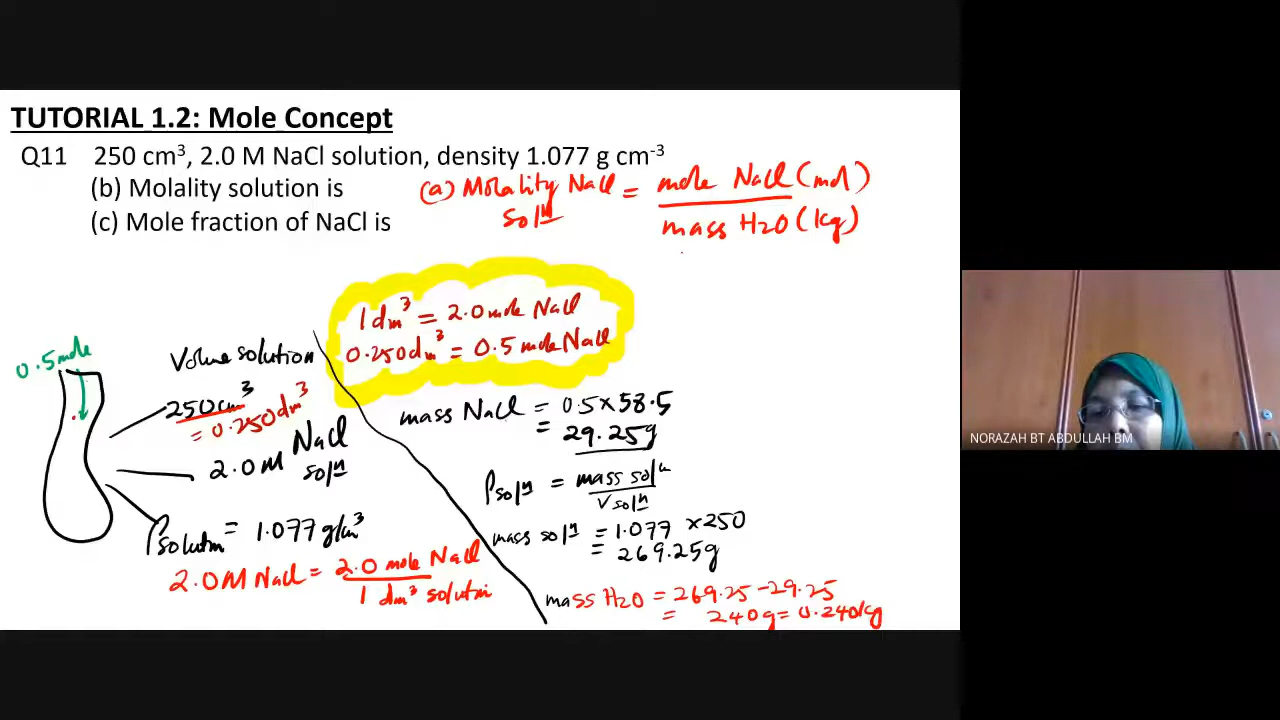 TUTORIAL 1.2: Mole Concept
Q11 250 cm³, 2.0 M NaCl solution, density 1.077 g cm⁻³
(b) Molality solution is
(c) Mole fraction of NaCl is
(a) Molality NaCl solⁿ = mole NaCl (mol)
mass H2O (kg)
1 dm³ = 2.0 mole NaCl
0.250 dm³ = 0.5 mole NaCl
0.5 mole
Volume solution
250 cm³
= 0.250 dm³
2.0 M NaCl solⁿ
ρsolution = 1.077 g/cm³
2.0 M NaCl = 2.0 mole NaCl
1 dm³ solution
mass NaCl = 0.5 x 58.5
= 29.25g
ρsolⁿ = mass solⁿ
V solⁿ
mass solⁿ = 1.077 x 250
= 269.25g
mass H2O = 269.25 - 29.25
= 240g = 0.240kg
NORAZAH BT ABDULLAH BM